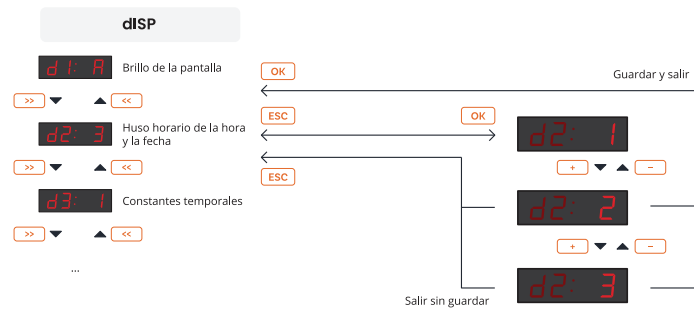 dISP
d1: A Brillo de la pantalla
OK
Guardar y salir
>> <<
ESC
OK
d2: 3 Huso horario de la hora
y la fecha
d2: 1
>> <<
ESC
+ −
d3: 1 Constantes temporales
d2: 2
>> <<
+ −
...
d2: 3
Salir sin guardar